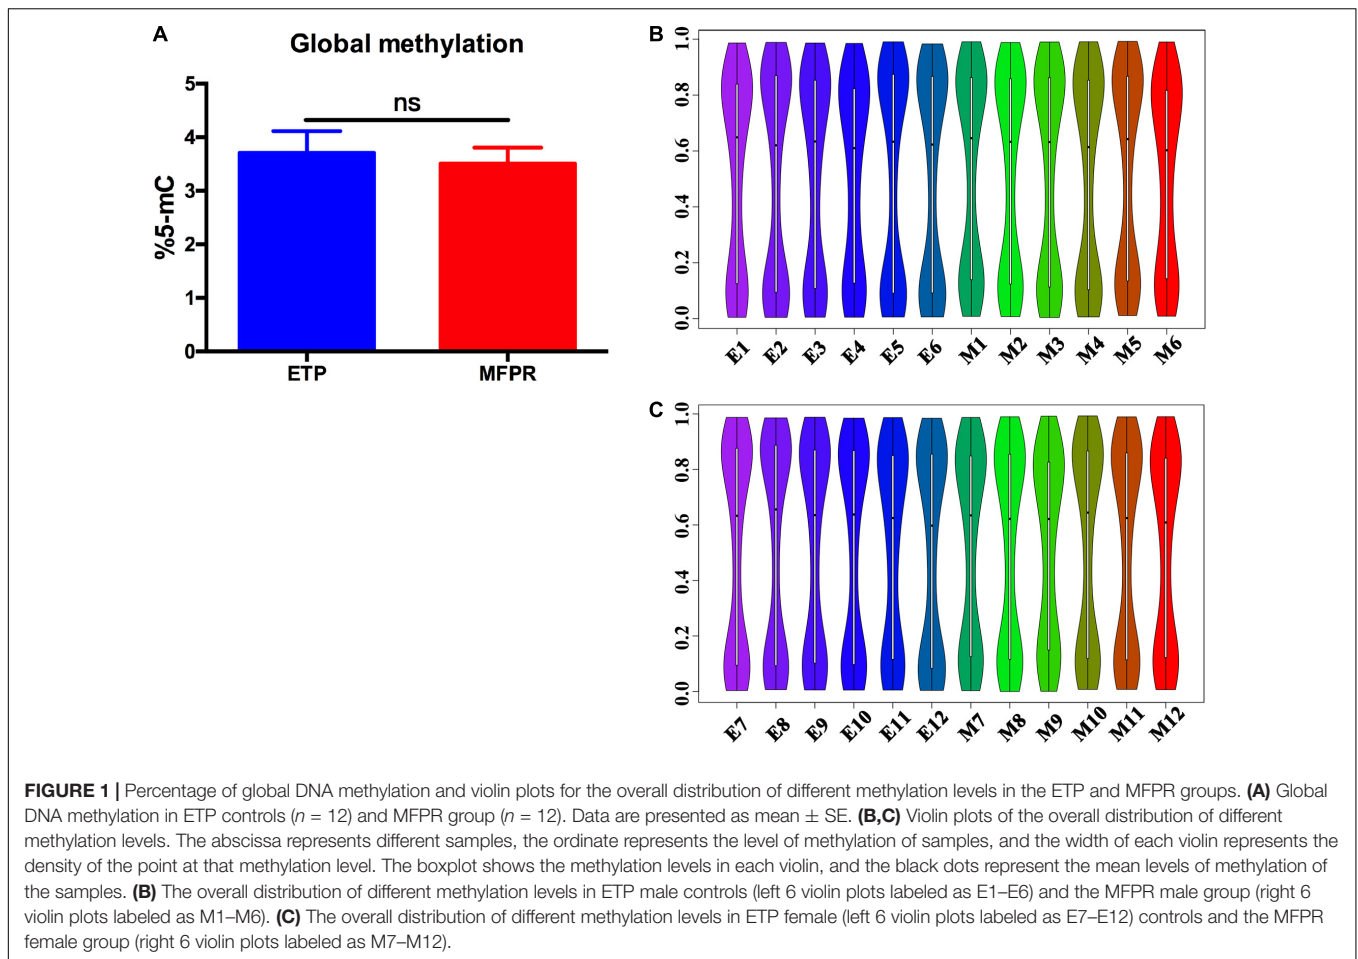 A
Global methylation
5
4
3
2
1
0
%5-mC
ns
ETP
MFPR
B
1.0
0.8
0.6
0.4
0.2
0.0
E1
E2
E3
E4
E5
E6
M1
M2
M3
M4
M5
M6
C
1.0
0.8
0.6
0.4
0.2
0.0
E7
E8
E9
E10
E11
E12
M7
M8
M9
M10
M11
M12
FIGURE 1 | Percentage of global DNA methylation and violin plots for the overall distribution of different methylation levels in the ETP and MFPR groups. (A) Global
DNA methylation in ETP controls (n = 12) and MFPR group (n = 12). Data are presented as mean ± SE. (B,C) Violin plots of the overall distribution of different
methylation levels. The abscissa represents different samples, the ordinate represents the level of methylation of samples, and the width of each violin represents the
density of the point at that methylation level. The boxplot shows the methylation levels in each violin, and the black dots represent the mean levels of methylation of
the samples. (B) The overall distribution of different methylation levels in ETP male controls (left 6 violin plots labeled as E1–E6) and the MFPR male group (right 6
violin plots labeled as M1–M6). (C) The overall distribution of different methylation levels in ETP female (left 6 violin plots labeled as E7–E12) controls and the MFPR
female group (right 6 violin plots labeled as M7–M12).